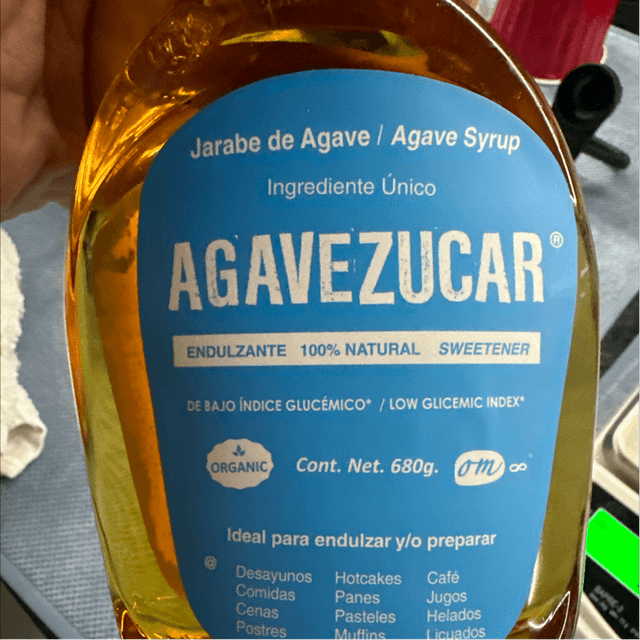 Jarabe de Agave / Agave Syrup
Ingrediente Único
AGAVEZUCAR®
ENDULZANTE 100% NATURAL SWEETENER
DE BAJO ÍNDICE GLUCÉMICO* / LOW GLICEMIC INDEX*
ORGANIC Cont. Net. 680g. om ∞
Ideal para endulzar y/o preparar
@ Desayunos Hotcakes Café
Comidas Panes Jugos
Cenas Pasteles Helados
Postres Muffins Licuados